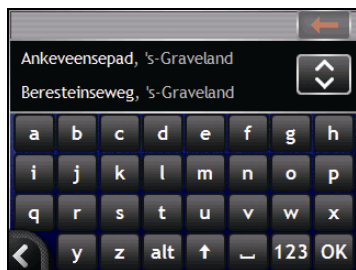 Ankeveensepad, 's-Graveland
Beresteinseweg, 's-Graveland
a b c d e f g h
i j k l m n o p
q r s t u v w x
y z alt 123 OK